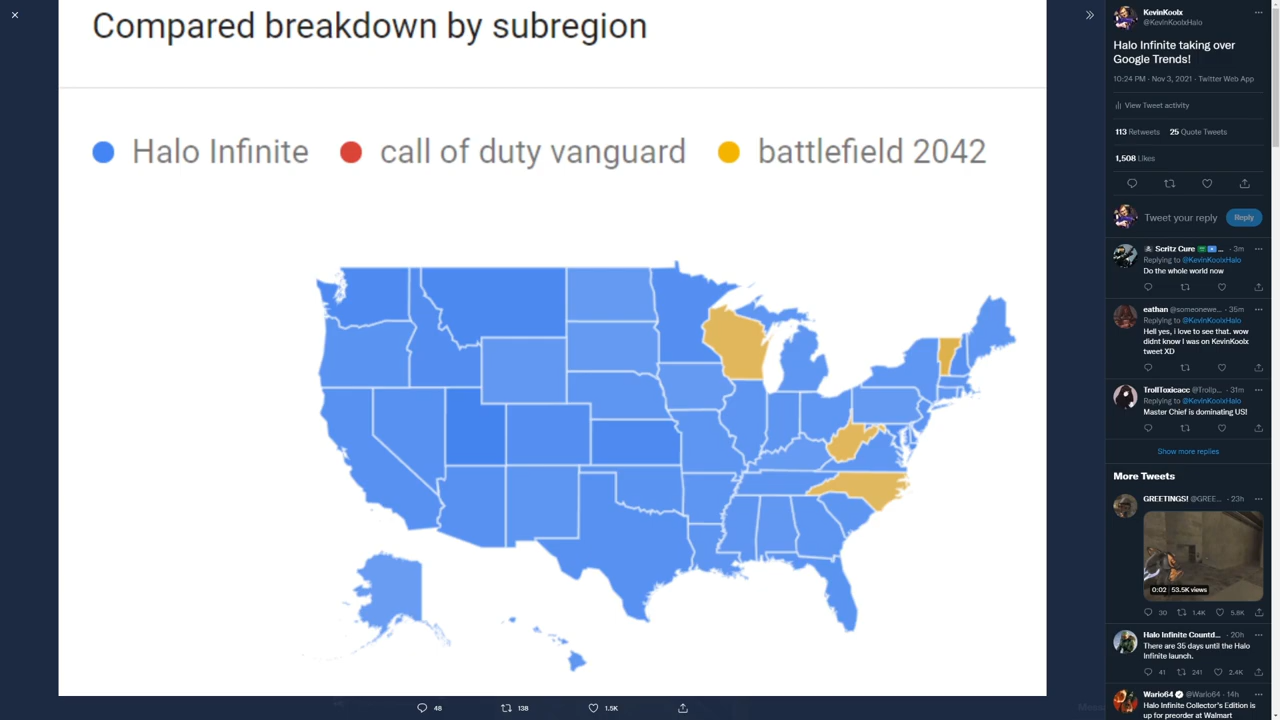 Compared breakdown by subregion
Halo Infinite
call of duty vanguard
battlefield 2042
48
138
1.5K
KevinKoolx
@KevinKoolxHalo
Halo Infinite taking over
Google Trends!
10:24 PM · Nov 3, 2021 · Twitter Web App
View Tweet activity
113 Retweets 25 Quote Tweets
1,508 Likes
Tweet your reply
Reply
Scritz Cure ... · 3m
Replying to @KevinKoolxHalo
Do the whole world now
eathan @someonewe... · 35m
Replying to @KevinKoolxHalo
Hell yes, i love to see that. wow
didnt know I was on KevinKoolx
tweet XD
TrollToxicacc @Trollp... · 31m
Replying to @KevinKoolxHalo
Master Chief is dominating US!
Show more replies
More Tweets
GREETINGS! @GREE... · 23h
0:02 53.5K views
30 1.4K 5.8K
Halo Infinite Countd... · 20h
There are 35 days until the Halo
Infinite launch.
41 241 2.4K
Wario64 @Wario64 · 14h
Halo Infinite Collector's Edition is
up for preorder at Walmart